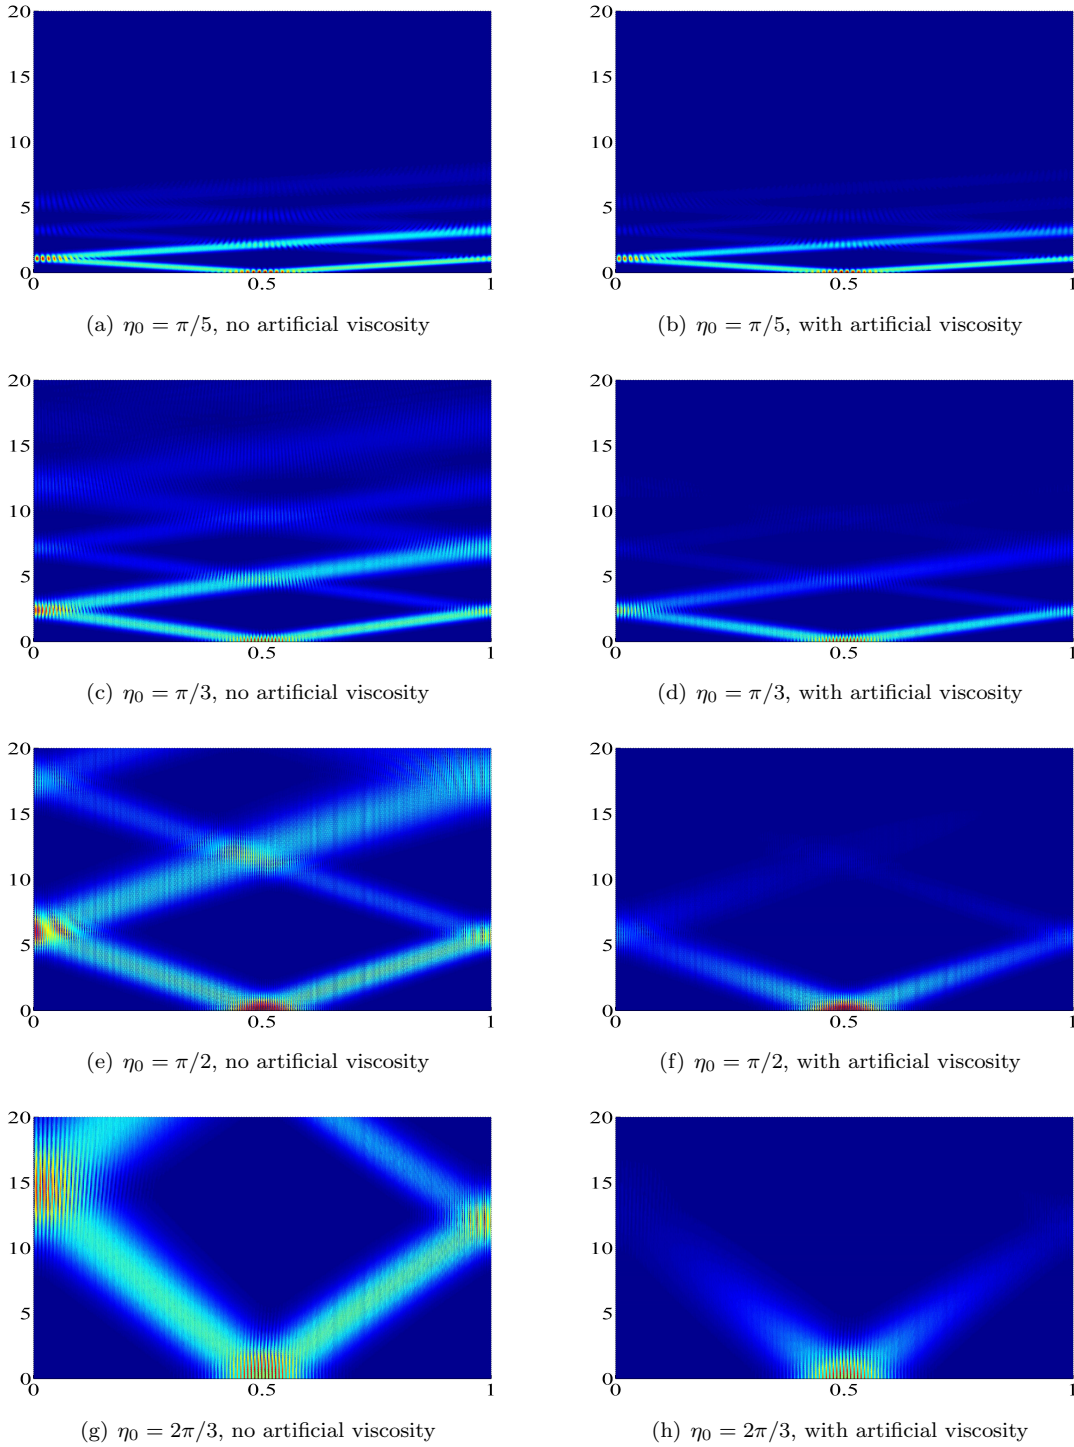 20 20
15 15
10 10
5 5
0 0
0 0.5 1 0 0.5 1
(a) η₀ = π/5, no artificial viscosity (b) η₀ = π/5, with artificial viscosity
20 20
15 15
10 10
5 5
0 0
0 0.5 1 0 0.5 1
(c) η₀ = π/3, no artificial viscosity (d) η₀ = π/3, with artificial viscosity
20 20
15 15
10 10
5 5
0 0
0 0.5 1 0 0.5 1
(e) η₀ = π/2, no artificial viscosity (f) η₀ = π/2, with artificial viscosity
20 20
15 15
10 10
5 5
0 0
0 0.5 1 0 0.5 1
(g) η₀ = 2π/3, no artificial viscosity (h) η₀ = 2π/3, with artificial viscosity